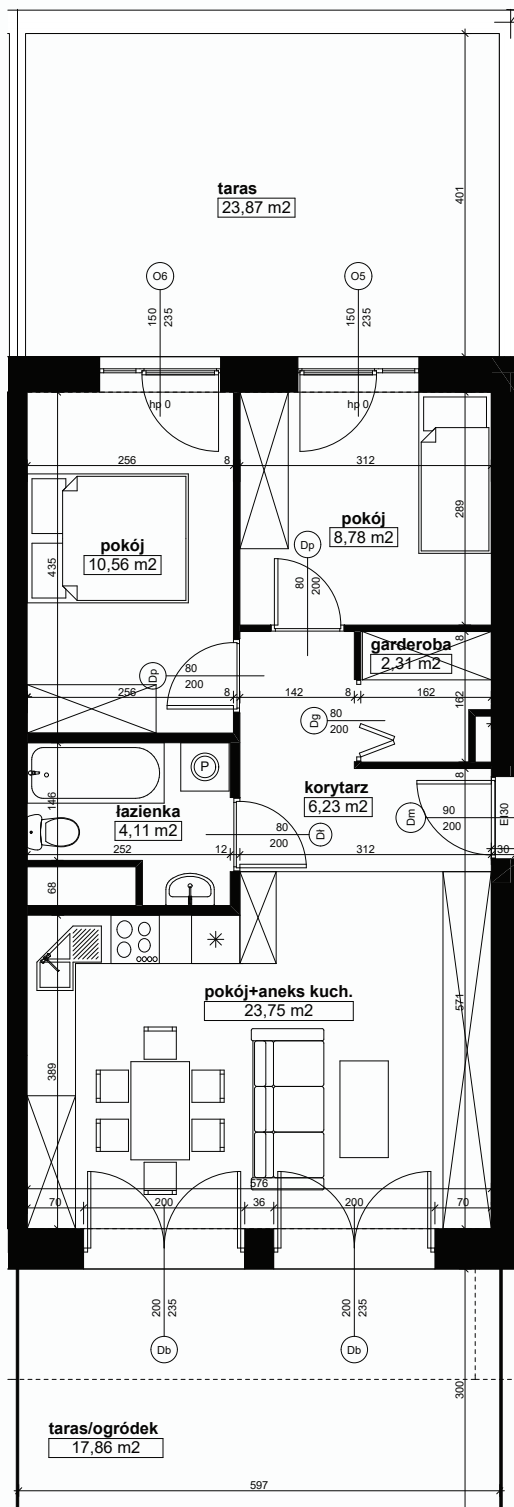 taras
23,87 m2
401
O6
O5
150
235
150
235
hp 0
hp 0
256
8
312
pokój
10,56 m2
435
pokój
8,78 m2
289
Dp
80
200
garderoba
2,31 m2
8
Dp
80
200
256
8
142
8
162
162
Dg
80
200
korytarz
6,23 m2
8
P
łazienka
4,11 m2
146
80
200
Dł
Dm
90
200
EI30
252
12
312
30
68
pokój+aneks kuch.
23,75 m2
571
389
576
70
200
36
200
70
200
235
200
235
Db
Db
300
taras/ogródek
17,86 m2
597